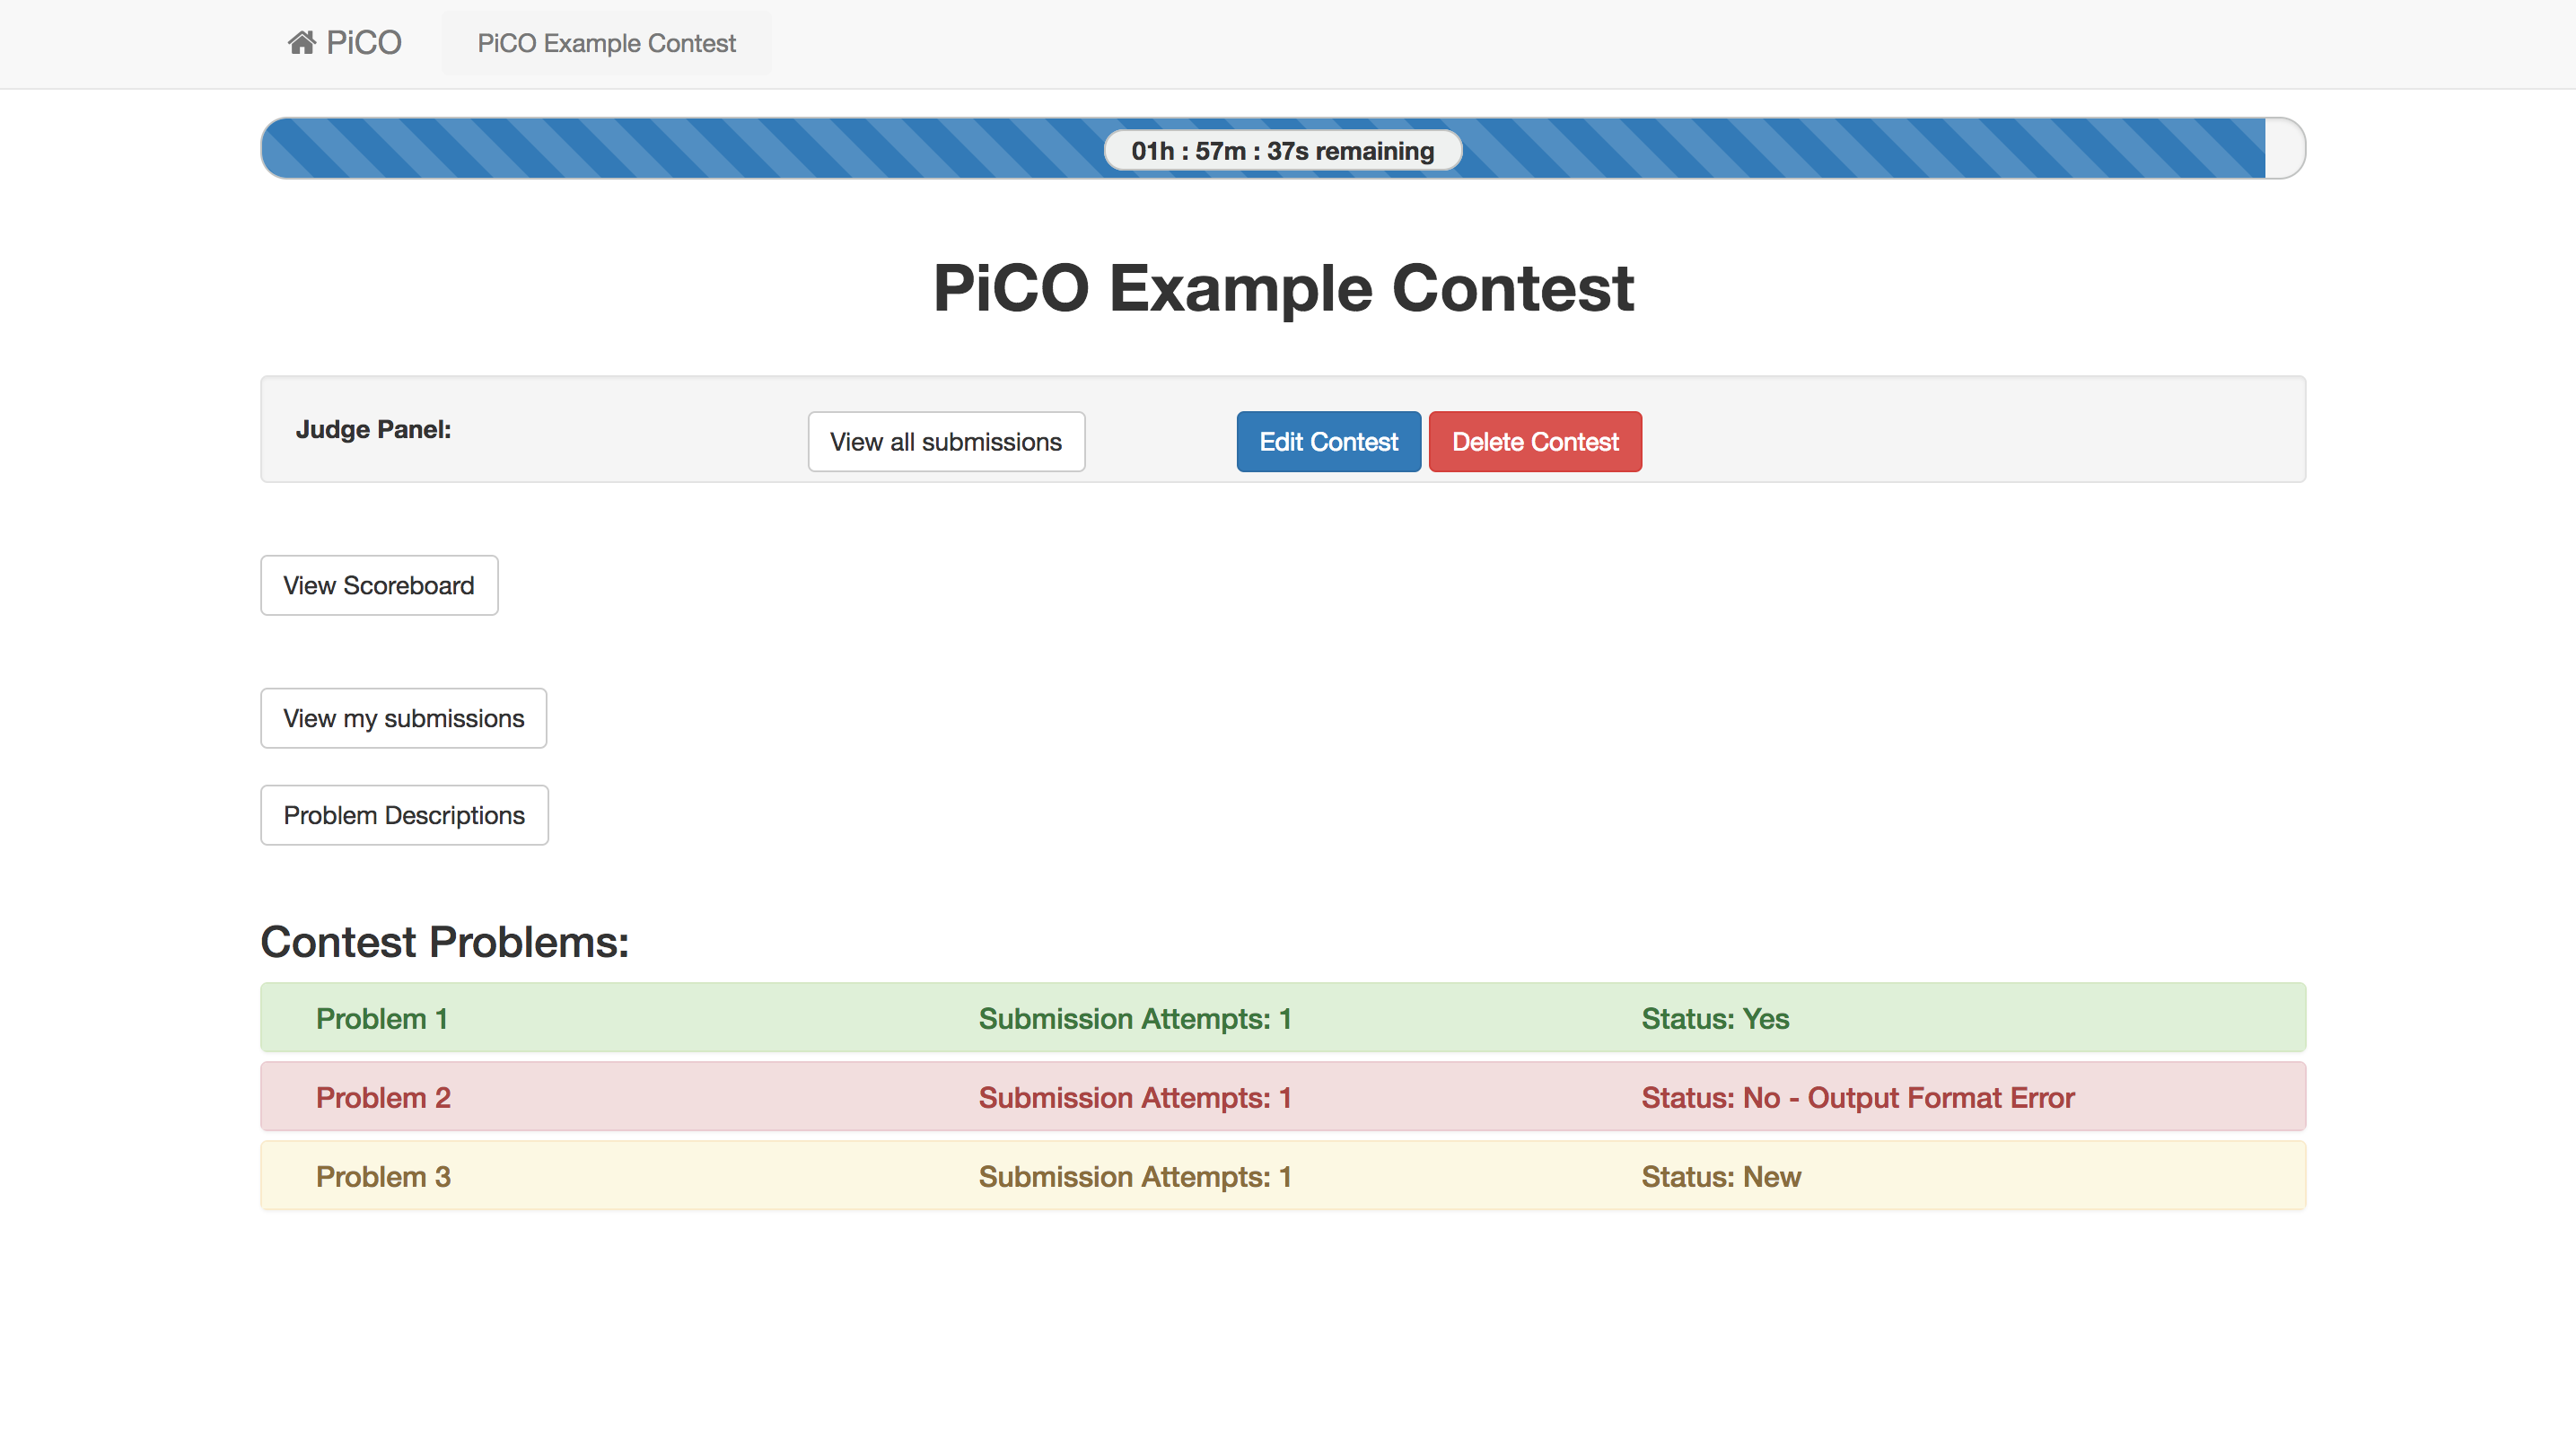 PiCO PiCO Example Contest
01h : 57m : 37s remaining
PiCO Example Contest
Judge Panel: View all submissions Edit Contest Delete Contest
View Scoreboard
View my submissions
Problem Descriptions
Contest Problems:
Problem 1 Submission Attempts: 1 Status: Yes
Problem 2 Submission Attempts: 1 Status: No - Output Format Error
Problem 3 Submission Attempts: 1 Status: New